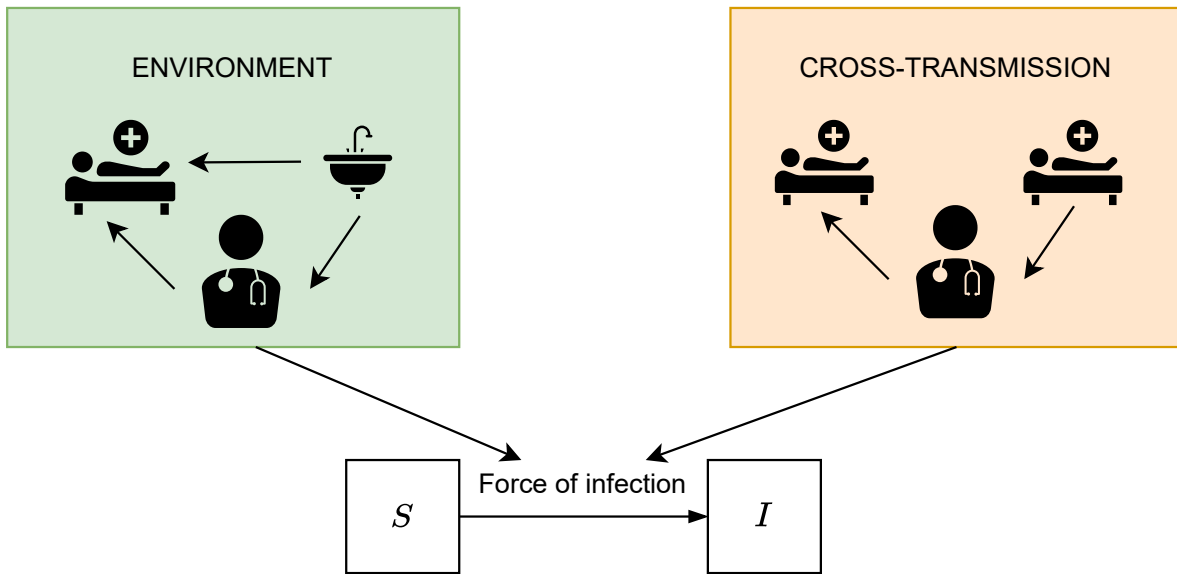 ENVIRONMENT
CROSS-TRANSMISSION
Force of infection
S
I